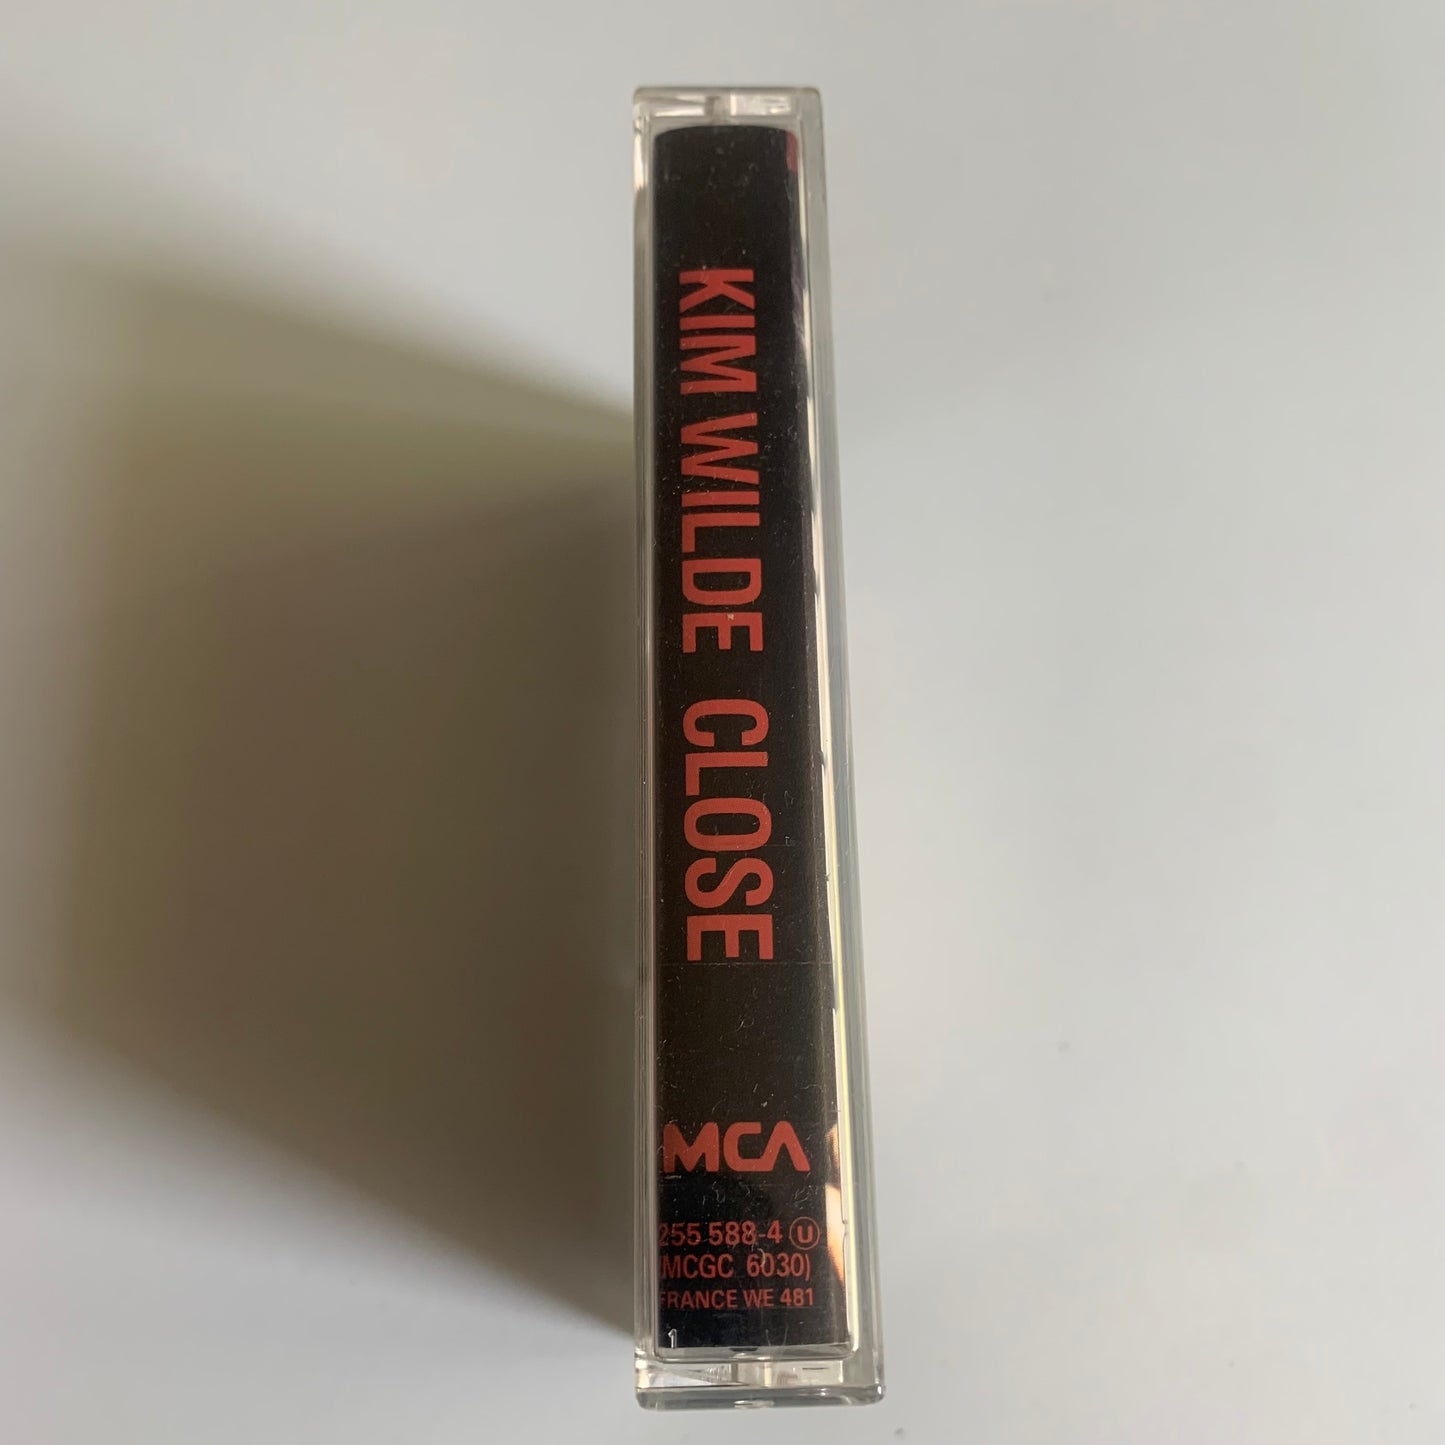 KIM WILDE CLOSE
MCA
255 588-4 U
(MCGC 6030)
FRANCE WE 481
1